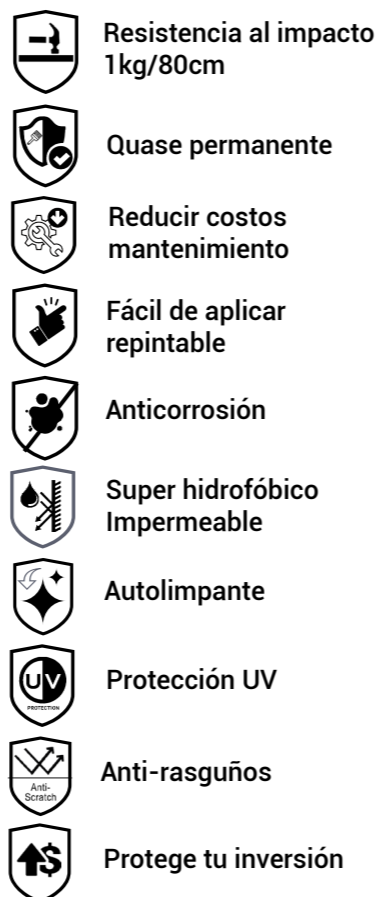 Resistencia al impacto
1kg/80cm
Quase permanente
Reducir costos
mantenimiento
Fácil de aplicar
repintable
Anticorrosión
Super hidrofóbico
Impermeable
Autolimpante
UV
PROTECTION
Protección UV
Anti-
Scratch
Anti-rasguños
$
Protege tu inversión